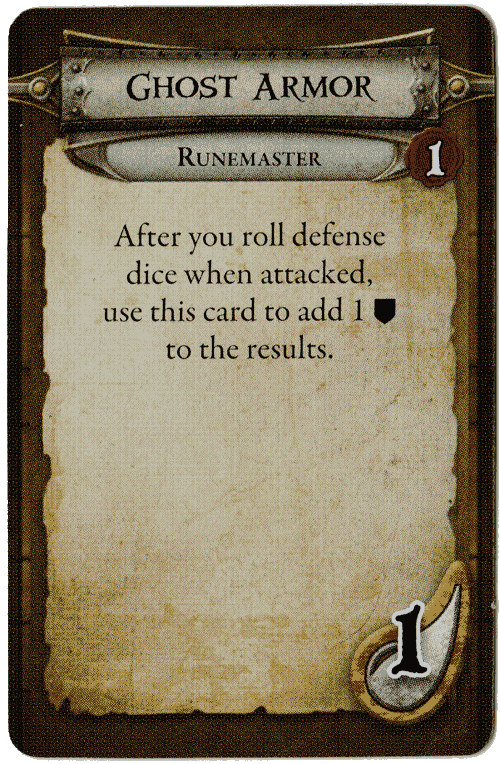 Ghost Armor
Runemaster
1
After you roll defense
dice when attacked,
use this card to add 1
to the results.
1